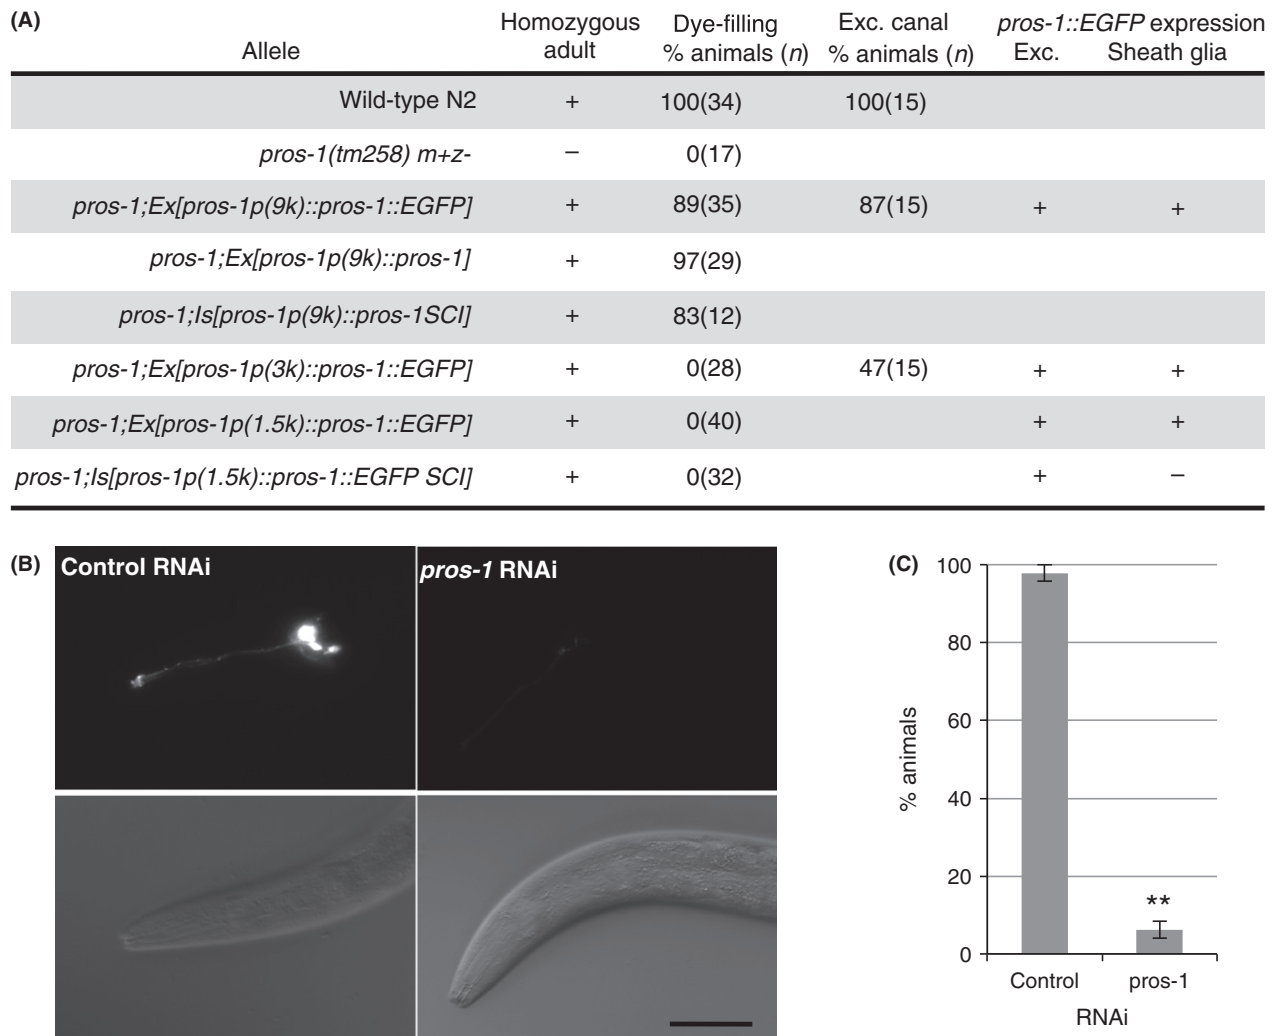 (A)
Allele
Homozygous adult
Dye-filling % animals (n)
Exc. canal % animals (n)
pros-1::EGFP expression
Exc. Sheath glia
Wild-type N2 + 100(34) 100(15)
pros-1(tm258) m+z- − 0(17)
pros-1;Ex[pros-1p(9k)::pros-1::EGFP] + 89(35) 87(15) + +
pros-1;Ex[pros-1p(9k)::pros-1] + 97(29)
pros-1;Is[pros-1p(9k)::pros-1SCI] + 83(12)
pros-1;Ex[pros-1p(3k)::pros-1::EGFP] + 0(28) 47(15) + +
pros-1;Ex[pros-1p(1.5k)::pros-1::EGFP] + 0(40) + +
pros-1;Is[pros-1p(1.5k)::pros-1::EGFP SCI] + 0(32) + −
(B)
Control RNAi
pros-1 RNAi
(C)
% animals
100
80
60
40
20
0
**
Control pros-1
RNAi